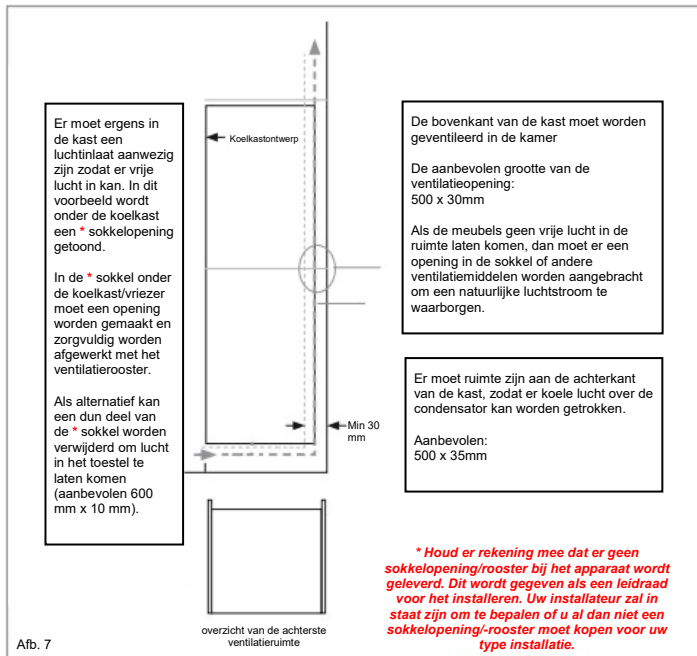 Er moet ergens in
de kast een
luchtinlaat aanwezig
zijn zodat er vrije
lucht in kan. In dit
voorbeeld wordt
onder de koelkast
een * sokkelopening
getoond.
In de * sokkel onder
de koelkast/vriezer
moet een opening
worden gemaakt en
zorgvuldig worden
afgewerkt met het
ventilatierooster.
Als alternatief kan
een dun deel van
de * sokkel worden
verwijderd om lucht
in het toestel te
laten komen
(aanbevolen 600
mm x 10 mm).
Koelkastontwerp
Min 30
mm
De bovenkant van de kast moet worden
geventileerd in de kamer
De aanbevolen grootte van de
ventilatieopening:
500 x 30mm
Als de meubels geen vrije lucht in de
ruimte laten komen, dan moet er een
opening in de sokkel of andere
ventilatiemiddelen worden aangebracht
om een natuurlijke luchtstroom te
waarborgen.
Er moet ruimte zijn aan de achterkant
van de kast, zodat er koele lucht over de
condensator kan worden getrokken.
Aanbevolen:
500 x 35mm
* Houd er rekening mee dat er geen
sokkelopening/rooster bij het apparaat wordt
geleverd. Dit wordt gegeven als een leidraad
voor het installeren. Uw installateur zal in
staat zijn om te bepalen of u al dan niet een
sokkelopening/-rooster moet kopen voor uw
type installatie.
overzicht van de achterste
ventilatieruimte
Afb. 7